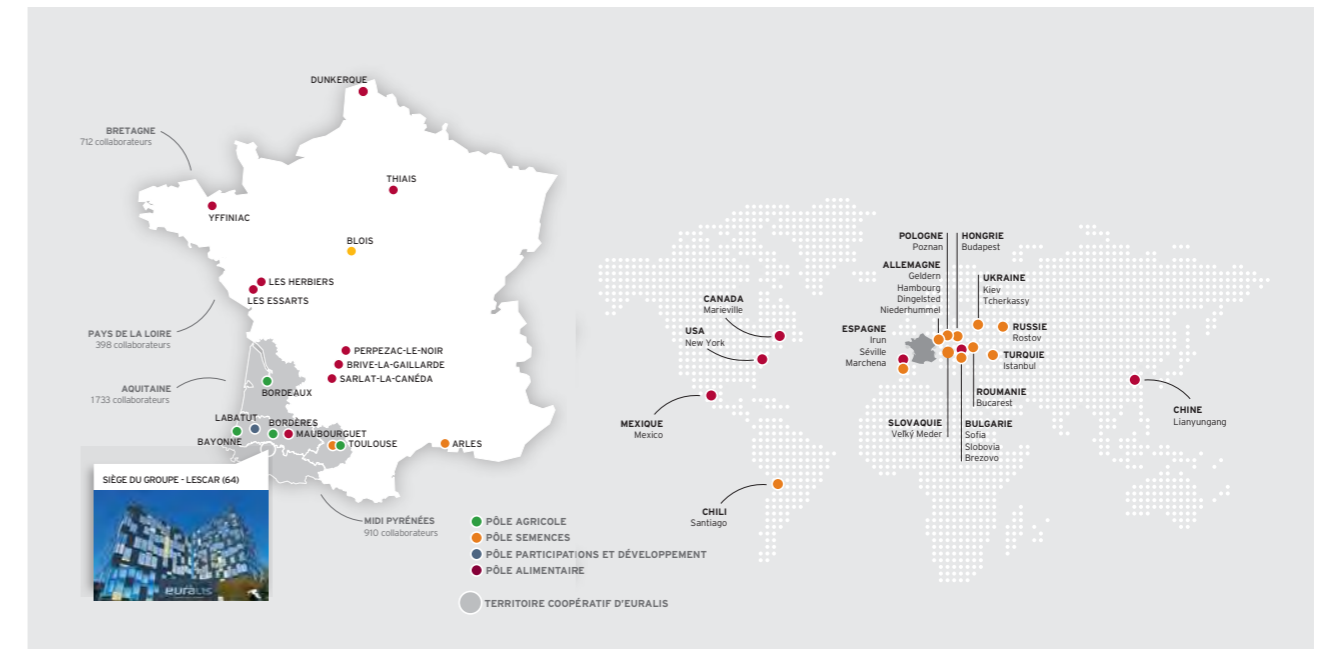 DUNKERQUE
BRETAGNE
712 collaborateurs
THIAIS
YFFINIAC
BLOIS
LES HERBIERS
LES ESSARTS
PAYS DE LA LOIRE
398 collaborateurs
PERPEZAC-LE-NOIR
BRIVE-LA-GAILLARDE
SARLAT-LA-CANÉDA
AQUITAINE
1733 collaborateurs
BORDEAUX
LABATUT
BORDÈRES
MAUBOURGUET
BAYONNE
TOULOUSE
ARLES
SIÈGE DU GROUPE - LESCAR (64)
euralis
MIDI PYRÉNÉES
910 collaborateurs
PÔLE AGRICOLE
PÔLE SEMENCES
PÔLE PARTICIPATIONS ET DÉVELOPPEMENT
PÔLE ALIMENTAIRE
TERRITOIRE COOPÉRATIF D'EURALIS
CANADA
Marieville
USA
New York
MEXIQUE
Mexico
CHILI
Santiago
POLOGNE
Poznan
HONGRIE
Budapest
ALLEMAGNE
Geldern
Hambourg
Dingelsted
Niederhummel
UKRAINE
Kiev
Tcherkassy
ESPAGNE
Irun
Séville
Marchena
RUSSIE
Rostov
TURQUIE
Istanbul
ROUMANIE
Bucarest
SLOVAQUIE
Veľký Meder
BULGARIE
Sofia
Slobovia
Brezovo
CHINE
Lianyungang